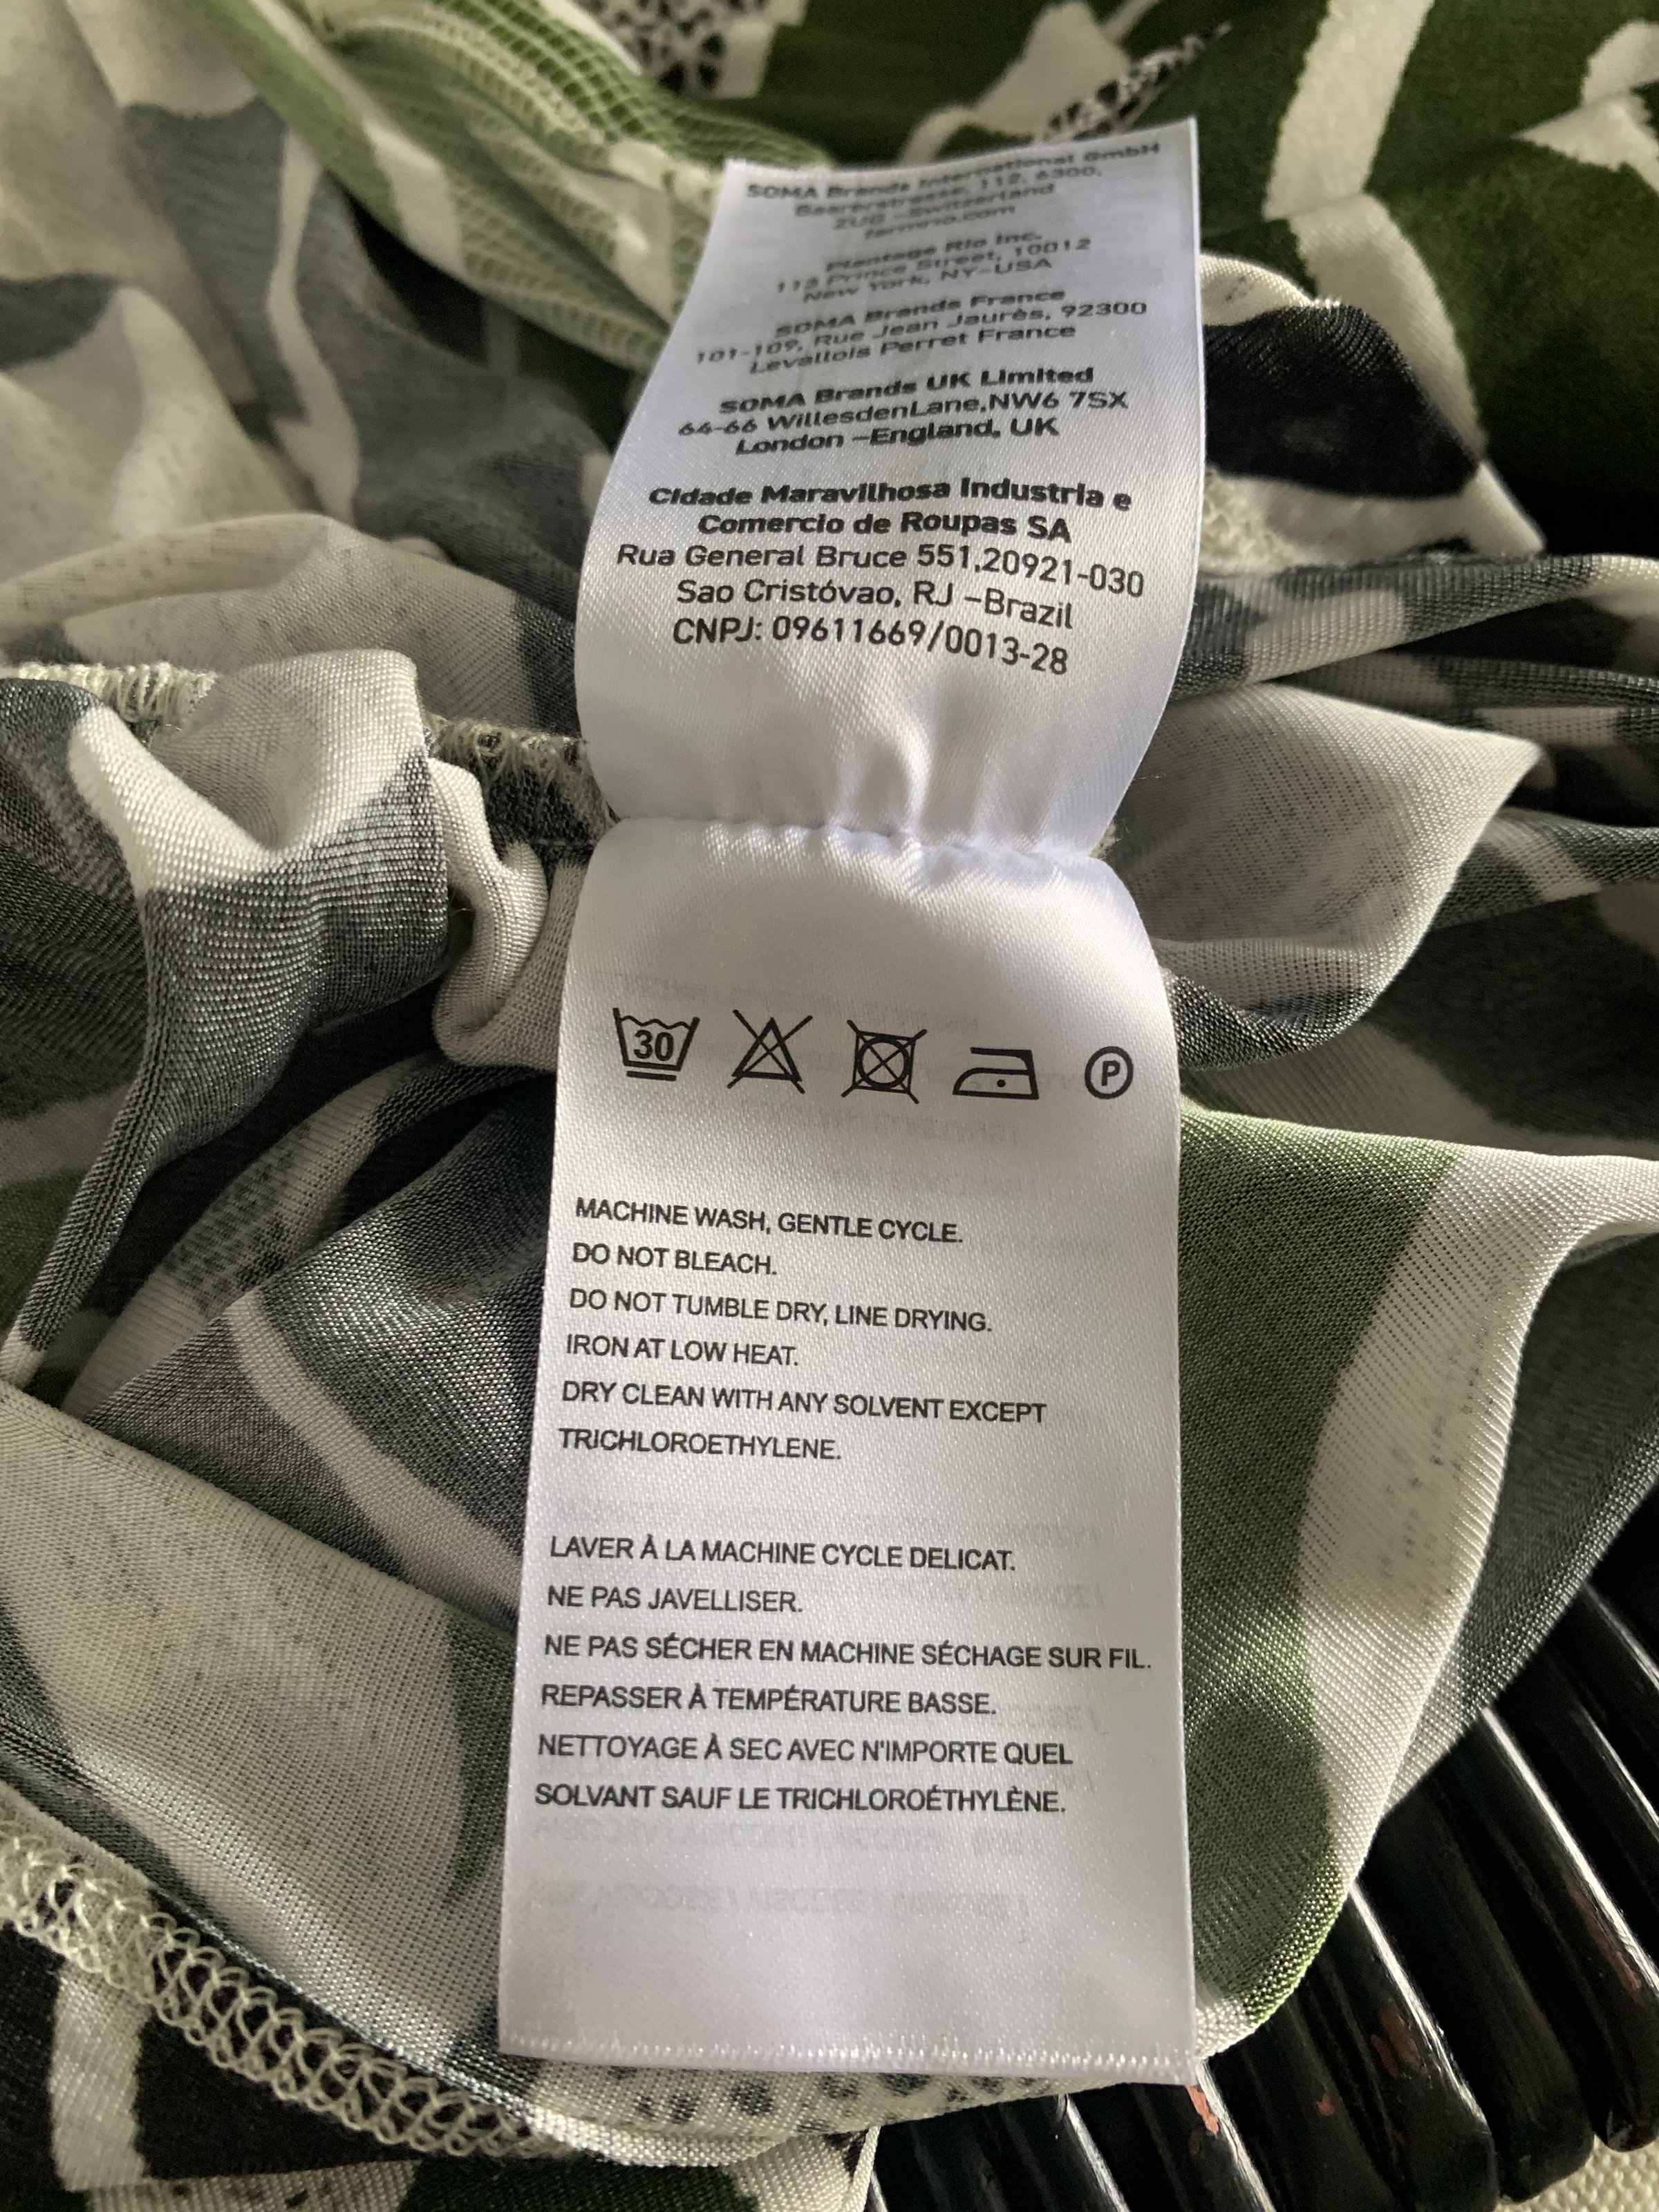 SOMA Brands International GmbH
Baarerstrasse, 112, 6300,
ZUG –Switzerland
farmrio.com
Plantage Rio Inc.
113 Prince Street, 10012
New York, NY-USA
SOMA Brands France
101-109, Rue Jean Jaurès, 92300
Levallois Perret France
SOMA Brands UK Limited
64-66 WillesdenLane,NW6 7SX
London –England, UK
Cidade Maravilhosa Industria e
Comercio de Roupas SA
Rua General Bruce 551,20921-030
Sao Cristóvao, RJ –Brazil
CNPJ: 09611669/0013-28
30 P
MACHINE WASH, GENTLE CYCLE.
DO NOT BLEACH.
DO NOT TUMBLE DRY, LINE DRYING.
IRON AT LOW HEAT.
DRY CLEAN WITH ANY SOLVENT EXCEPT
TRICHLOROETHYLENE.
LAVER À LA MACHINE CYCLE DELICAT.
NE PAS JAVELLISER.
NE PAS SÉCHER EN MACHINE SÉCHAGE SUR FIL.
REPASSER À TEMPÉRATURE BASSE.
NETTOYAGE À SEC AVEC N'IMPORTE QUEL
SOLVANT SAUF LE TRICHLOROÉTHYLÈNE.